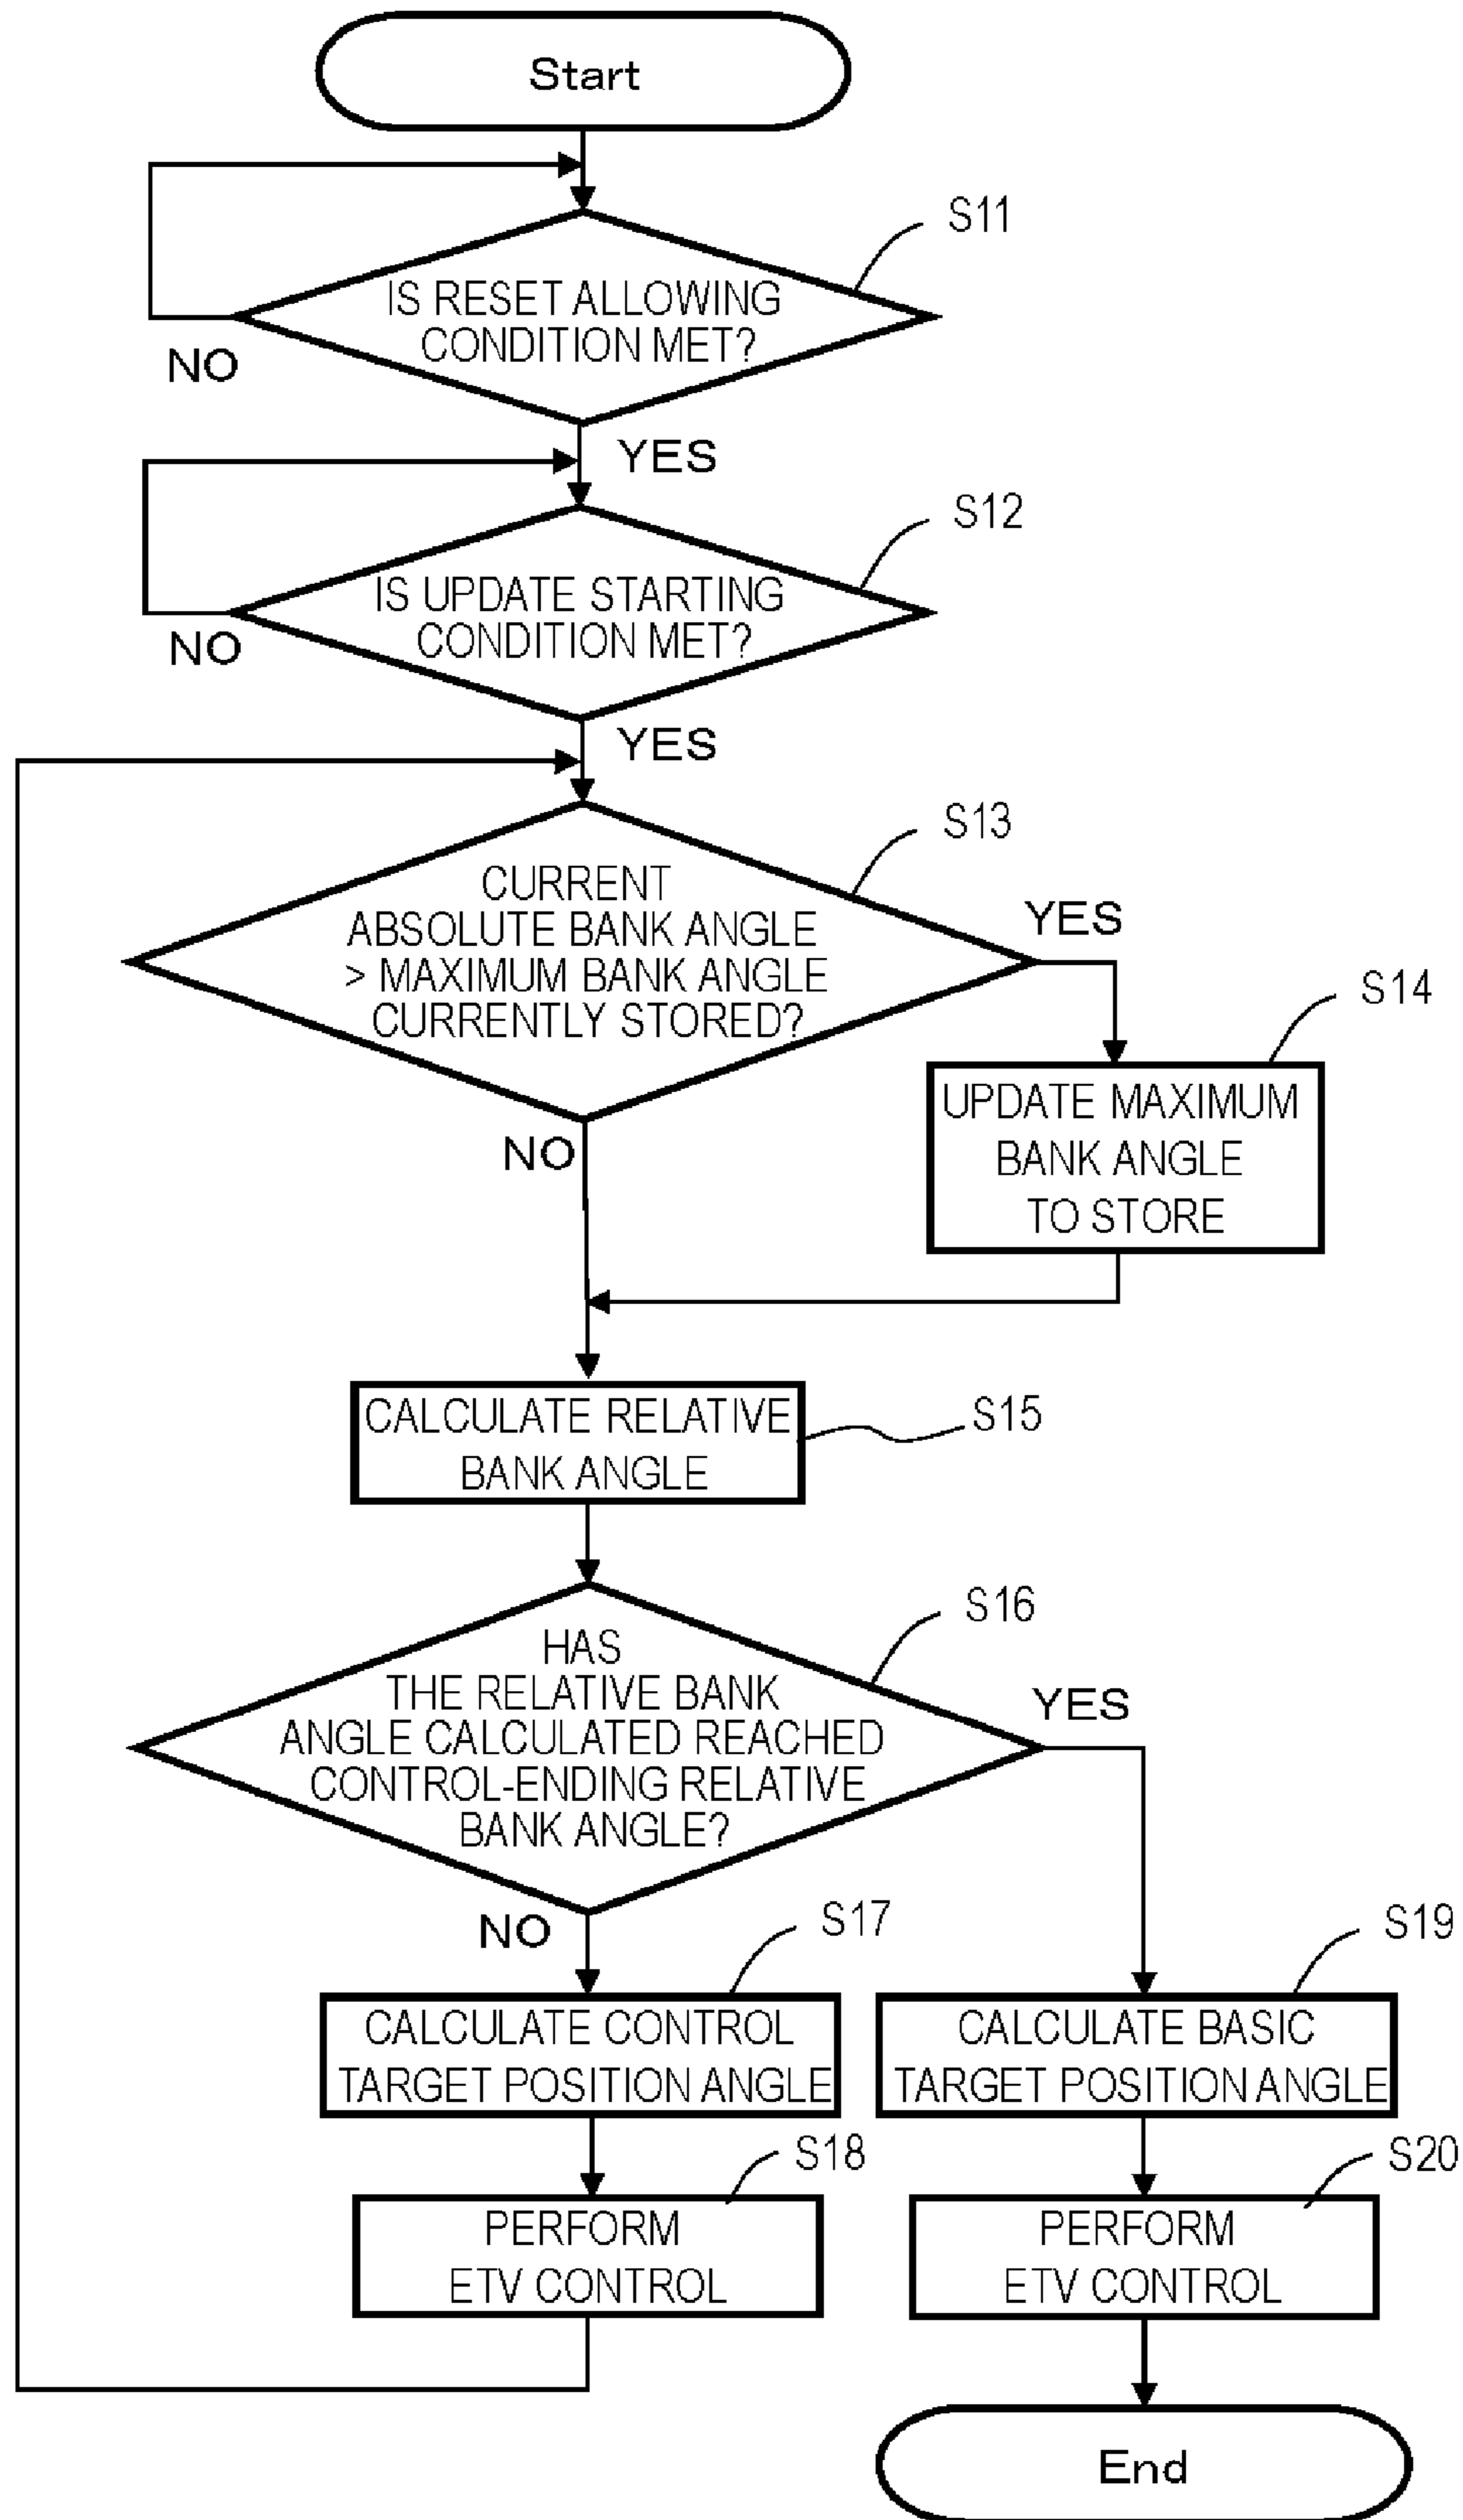 Start
S11
IS RESET ALLOWING
CONDITION MET?
NO
YES
S12
IS UPDATE STARTING
CONDITION MET?
NO
YES
S13
CURRENT
ABSOLUTE BANK ANGLE
> MAXIMUM BANK ANGLE
CURRENTLY STORED?
YES
S14
UPDATE MAXIMUM
BANK ANGLE
TO STORE
NO
CALCULATE RELATIVE
BANK ANGLE
S15
S16
HAS
THE RELATIVE BANK
ANGLE CALCULATED REACHED
CONTROL-ENDING RELATIVE
BANK ANGLE?
YES
NO
S17
CALCULATE CONTROL
TARGET POSITION ANGLE
S18
PERFORM
ETV CONTROL
S19
CALCULATE BASIC
TARGET POSITION ANGLE
S20
PERFORM
ETV CONTROL
End